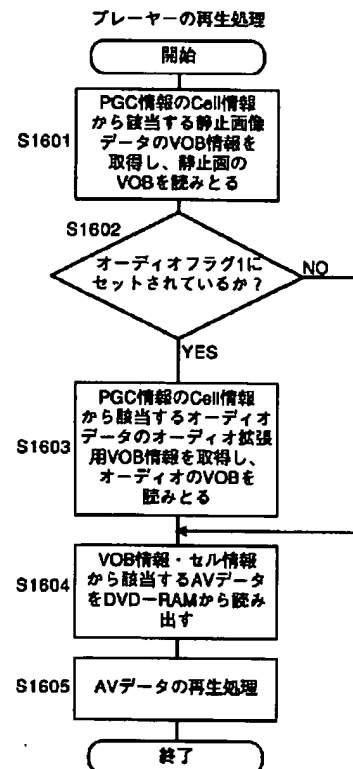 プレーヤーの再生処理
開始
S1601
PGC情報のCell情報
から該当する静止画像
データのVOB情報を
取得し、静止画の
VOBを読みとる
S1602
オーディオフラグ1に
セットされているか？
NO
YES
S1603
PGC情報のCell情報
から該当するオーディオ
データのオーディオ拡張
用VOB情報を取得し、
オーディオのVOBを
読みとる
S1604
VOB情報・セル情報
から該当するAVデータ
をDVD－RAMから読み
出す
S1605
AVデータの再生処理
終了